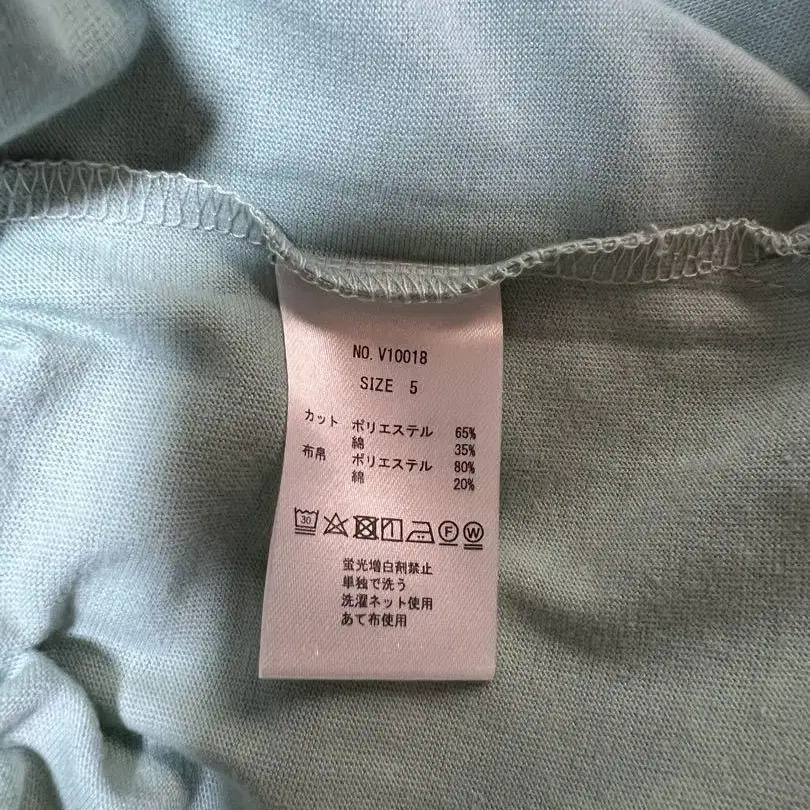 NO. V10018
SIZE 5
カット ポリエステル 65%
綿 35%
布帛 ポリエステル 80%
綿 20%
30 F W
蛍光増白剤禁止
単独で洗う
洗濯ネット使用
あて布使用